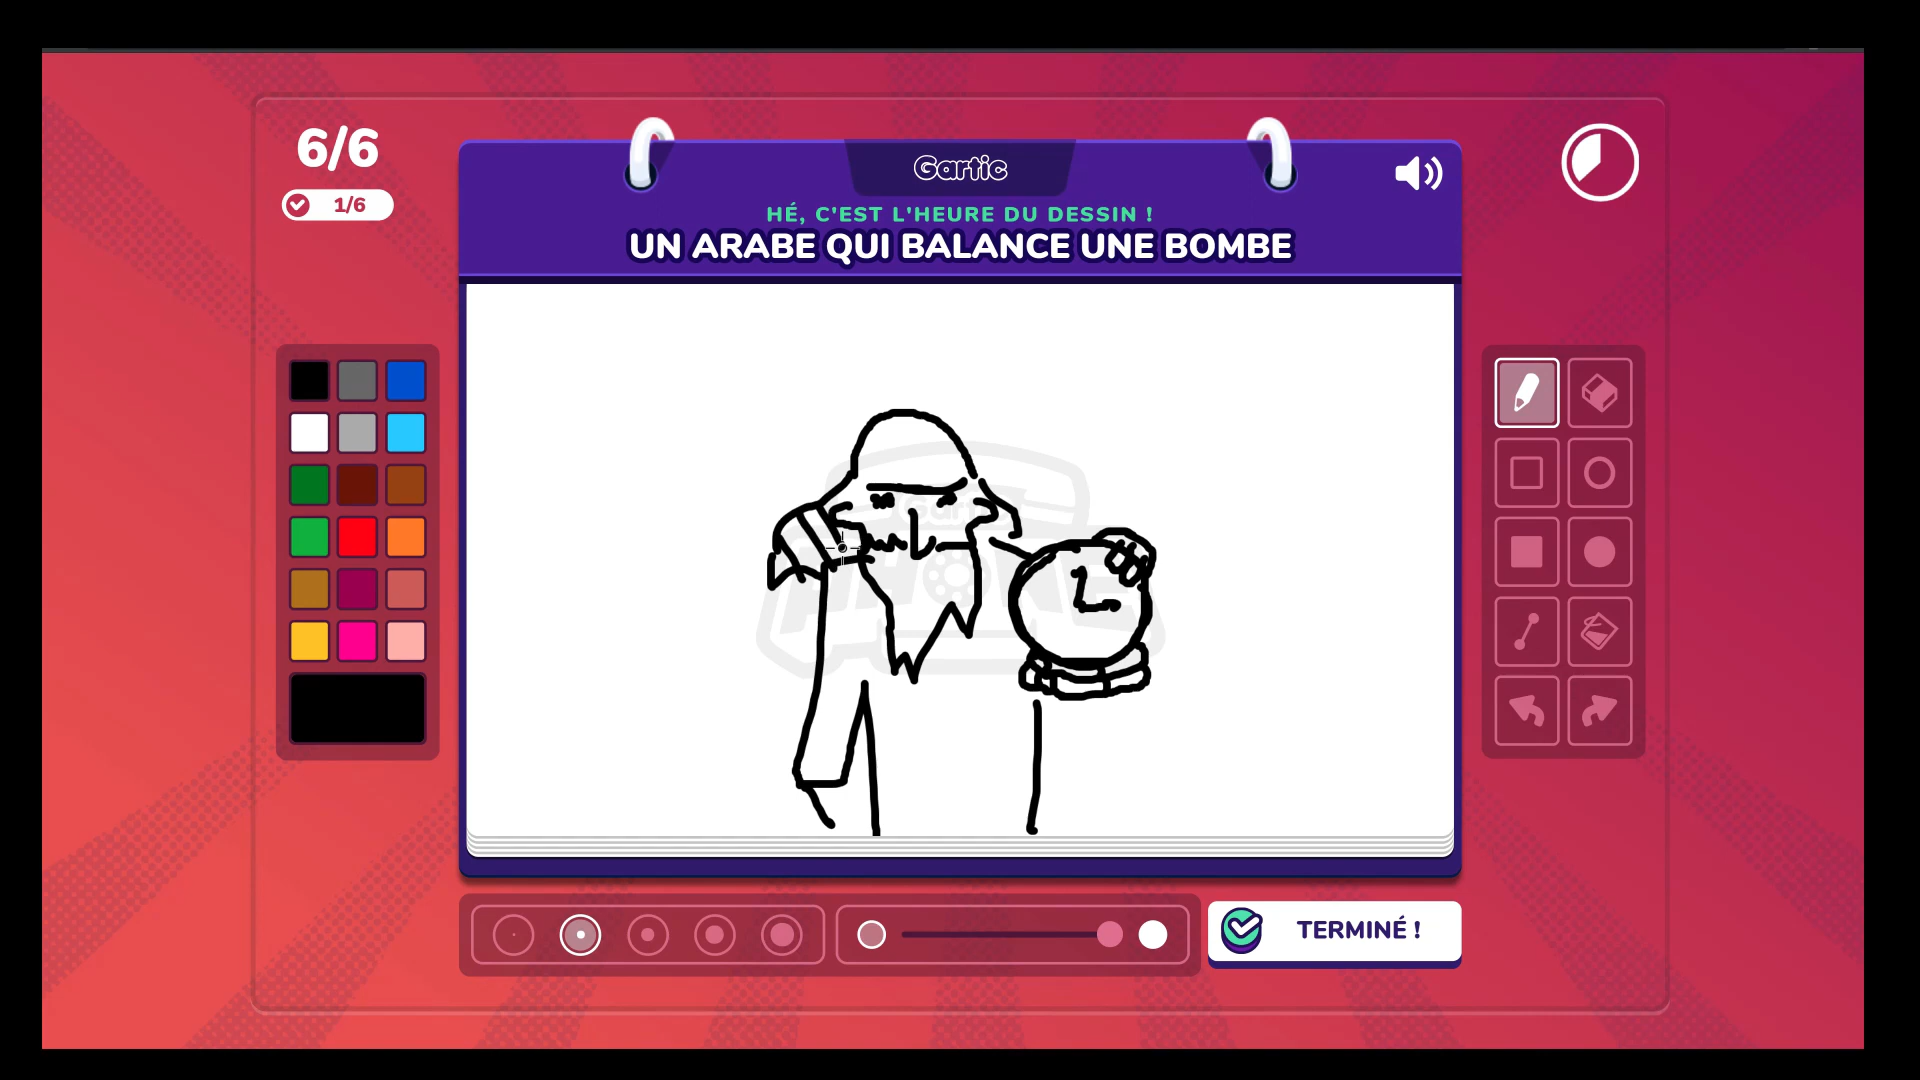 6/6
1/6
Gartic
HÉ, C'EST L'HEURE DU DESSIN !
UN ARABE QUI BALANCE UNE BOMBE
TERMINÉ !